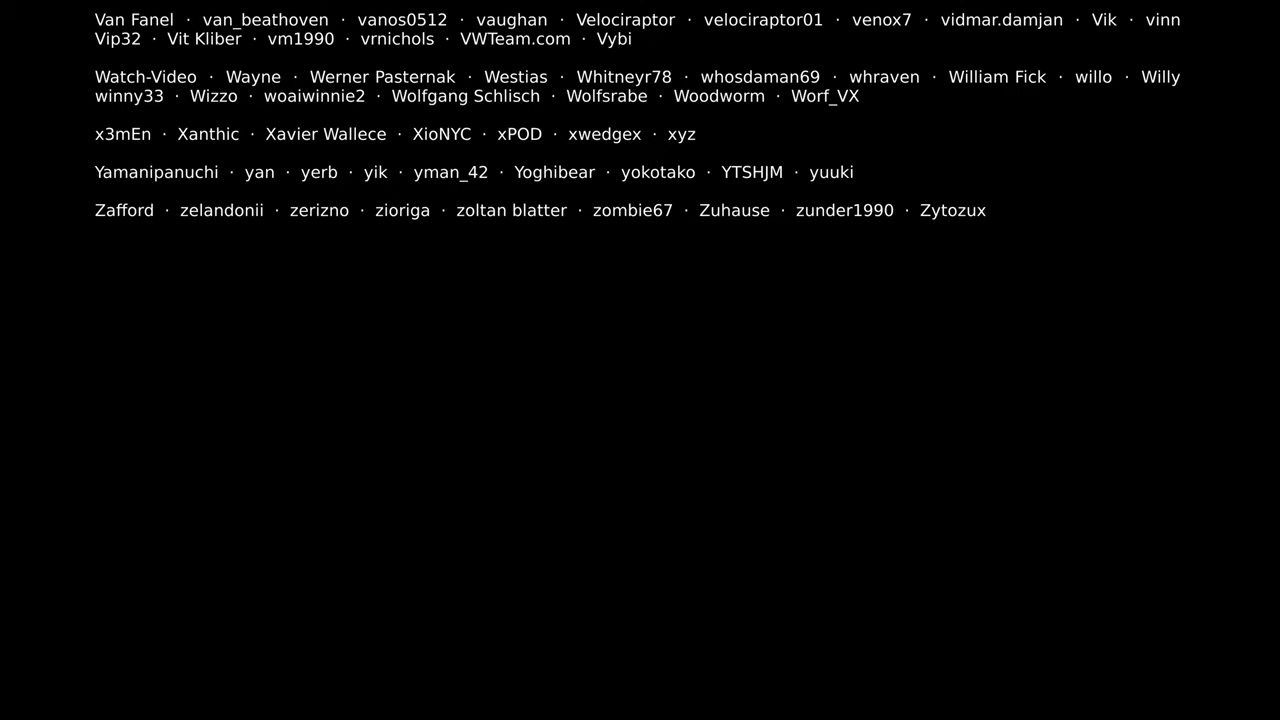 Van Fanel · van_beathoven · vanos0512 · vaughan · Velociraptor · velociraptor01 · venox7 · vidmar.damjan · Vik · vinn
Vip32 · Vit Kliber · vm1990 · vrnichols · VWTeam.com · Vybi
Watch-Video · Wayne · Werner Pasternak · Westias · Whitneyr78 · whosdaman69 · whraven · William Fick · willo · Willy
winny33 · Wizzo · woaiwinnie2 · Wolfgang Schlisch · Wolfsrabe · Woodworm · Worf_VX
x3mEn · Xanthic · Xavier Wallece · XioNYC · xPOD · xwedgex · xyz
Yamanipanuchi · yan · yerb · yik · yman_42 · Yoghibear · yokotako · YTSHJM · yuuki
Zafford · zelandonii · zerizno · zioriga · zoltan blatter · zombie67 · Zuhause · zunder1990 · Zytozux